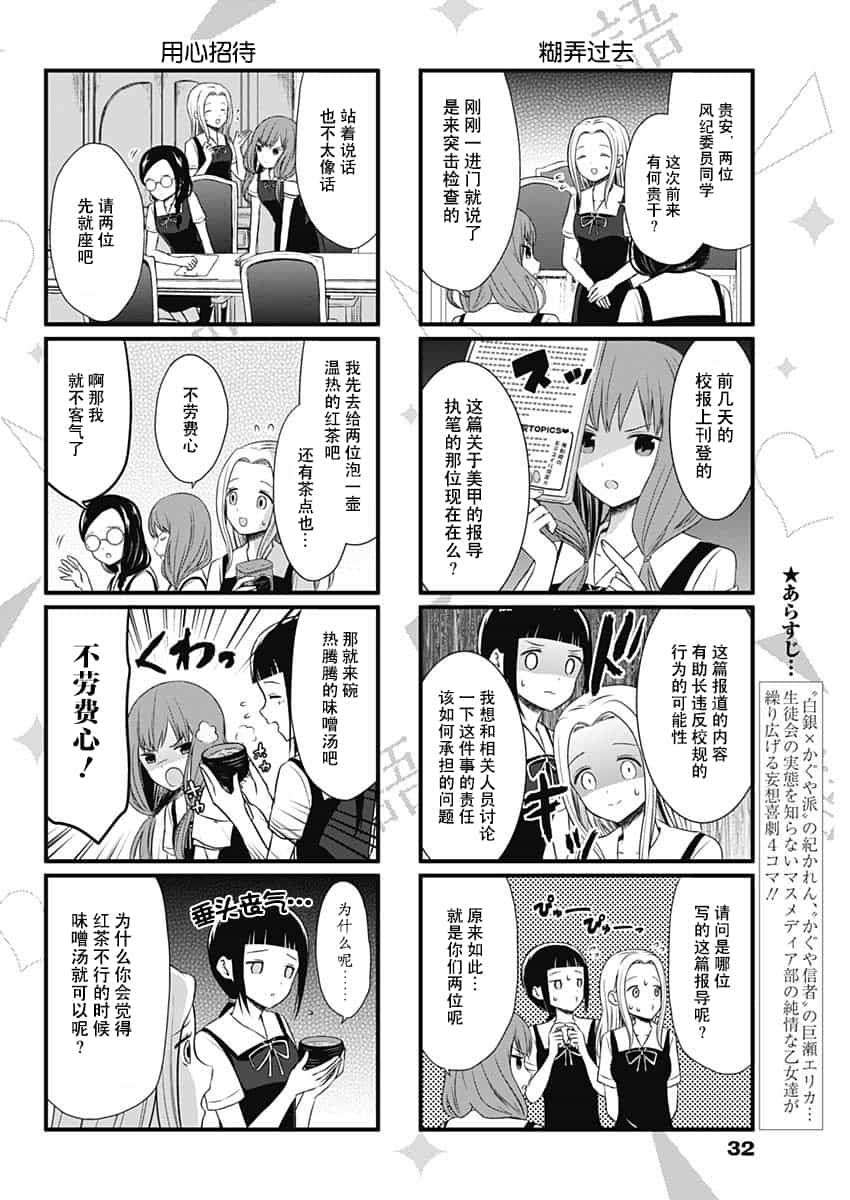 糊弄过去
贵安，两位
风纪委员同学
这次前来
有何贵干？
刚刚一进门就说了
是来突击检查的
前几天的
校报上刊登的
这篇关于美甲的报导
执笔的那位现在在么？
ズ
ス
TOPICS
这篇报道的内容
有助长违反校规的
行为的可能性
我想和相关人员讨论
一下这件事的责任
该如何承担的问题
请问是哪位
写的这篇报导呢？
原来如此…
就是你们两位呢
ぴゅ～
ぴゅ～
用心招待
站着说话
也不太像话
请两位
先就座吧
我先去给两位泡一壶
温热的红茶吧
还有茶点也…
不劳费心
啊那我
就不客气了
那就来碗
热腾腾的味噌汤吧
くわっ
不劳费心！
垂头丧气…
为什么呢……
为什么你会觉得
红茶不行的时候
味噌汤就可以呢？
★あらすじ…
〝白銀×かぐや派〟の紀かれん、〝かぐや信者〟の巨瀬エリカ…
生徒会の実態を知らないマスメディア部の純情な乙女達が
繰り広げる妄想喜劇４コマ!!
32
語
語